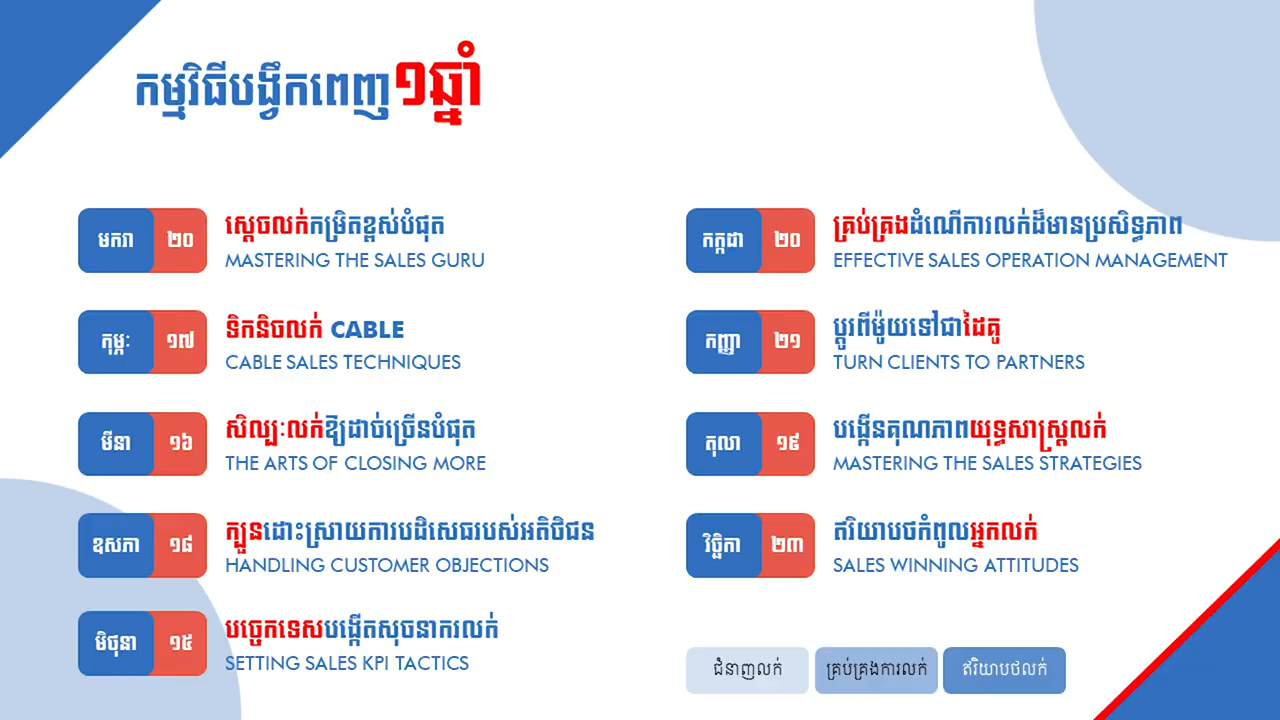 កម្មវិធីបង្វឹកពេញ១ឆ្នាំ
មករា ២០
ស្តេចលក់កម្រិតខ្ពស់បំផុត
MASTERING THE SALES GURU
កុម្ភៈ ១៧
ទិកនិចលក់ CABLE
CABLE SALES TECHNIQUES
មីនា ១៦
សិល្បៈលក់ឱ្យដាច់ច្រើនបំផុត
THE ARTS OF CLOSING MORE
ឧសភា ១៨
ក្បួនដោះស្រាយការបដិសេធរបស់អតិថិជន
HANDLING CUSTOMER OBJECTIONS
មិថុនា ១៥
បច្ចេកទេសបង្កើតសុចនាករលក់
SETTING SALES KPI TACTICS
កក្កដា ២០
គ្រប់គ្រងដំណើការលក់ដ៏មានប្រសិទ្ធភាព
EFFECTIVE SALES OPERATION MANAGEMENT
កញ្ញា ២១
ប្តូរពីម៉ូយទៅជាដៃគូ
TURN CLIENTS TO PARTNERS
តុលា ១៩
បង្កើនគុណភាពយុទ្ធសាស្ត្រលក់
MASTERING THE SALES STRATEGIES
វិច្ឆិកា ២៣
ឥរិយាបថកំពូលអ្នកលក់
SALES WINNING ATTITUDES
ជំនាញលក់ គ្រប់គ្រងការលក់ ឥរិយាបថលក់